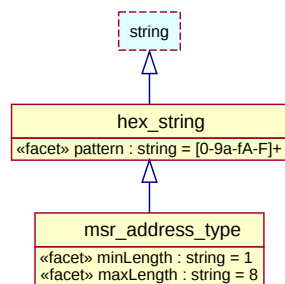 string
hex_string
«facet» pattern : string = [0-9a-fA-F]+
msr_address_type
«facet» minLength : string = 1
«facet» maxLength : string = 8